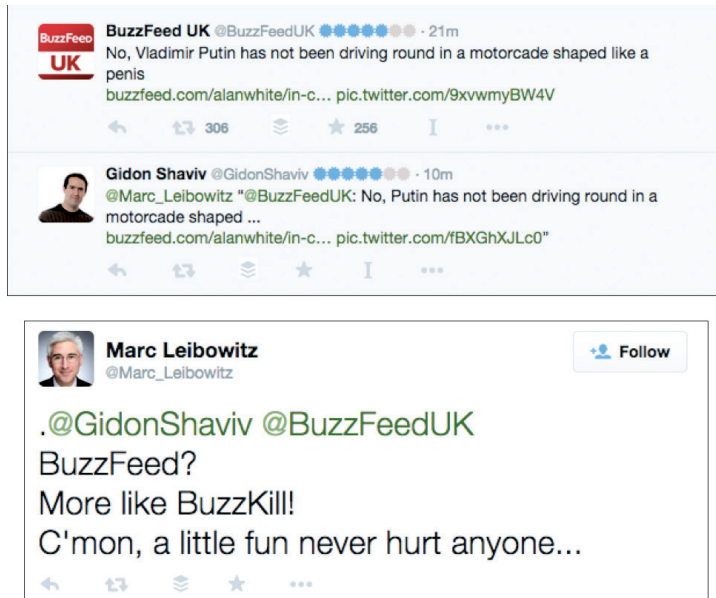 BuzzFeed
UK
BuzzFeed UK @BuzzFeedUK · 21m
No, Vladimir Putin has not been driving round in a motorcade shaped like a
penis
buzzfeed.com/alanwhite/in-c... pic.twitter.com/9xvwmyBW4V
306 256
Gidon Shaviv @GidonShaviv · 10m
@Marc_Leibowitz "@BuzzFeedUK: No, Putin has not been driving round in a
motorcade shaped ...
buzzfeed.com/alanwhite/in-c... pic.twitter.com/fBXGhXJLc0"
Marc Leibowitz
@Marc_Leibowitz
Follow
.@GidonShaviv @BuzzFeedUK
BuzzFeed?
More like BuzzKill!
C'mon, a little fun never hurt anyone...